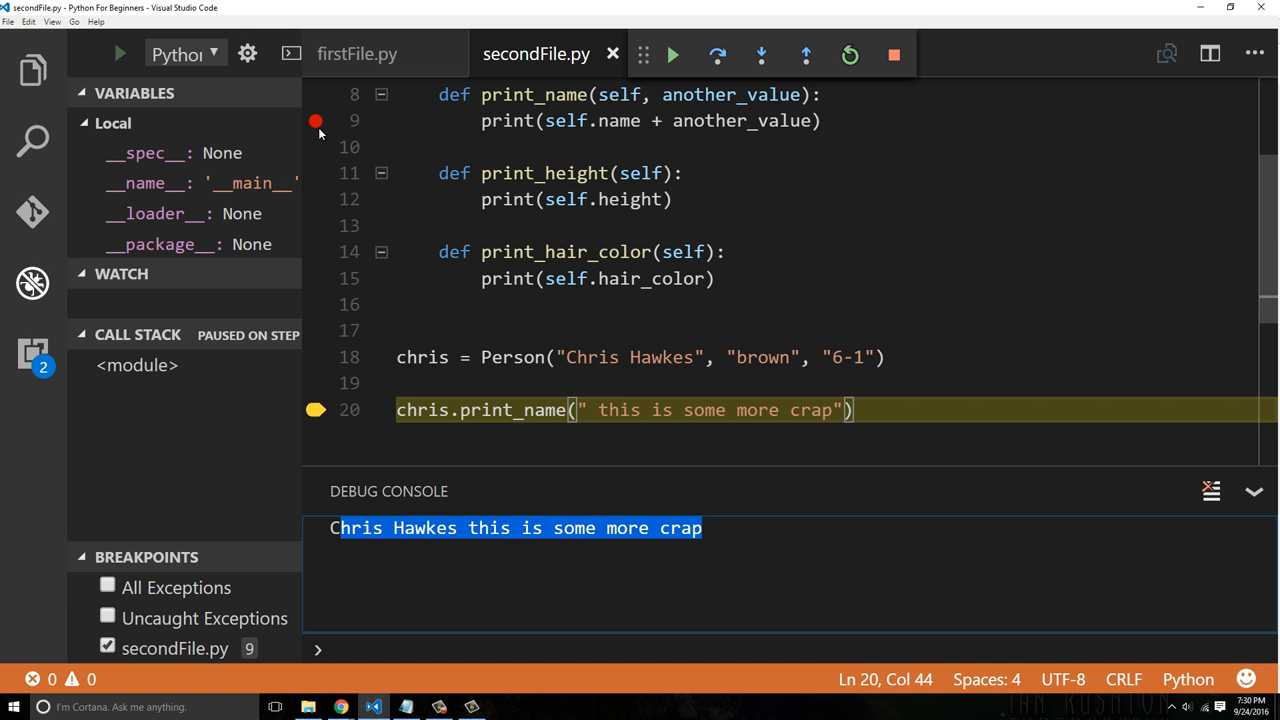 secondFile.py - Python For Beginners - Visual Studio Code
File Edit View Go Help
Python firstFile.py secondFile.py
VARIABLES
Local
__spec__: None
__name__: '__main__'
__loader__: None
__package__: None
WATCH
CALL STACK PAUSED ON STEP
<module>
BREAKPOINTS
All Exceptions
Uncaught Exceptions
secondFile.py 9
2
8 def print_name(self, another_value):
9 print(self.name + another_value)
10
11 def print_height(self):
12 print(self.height)
13
14 def print_hair_color(self):
15 print(self.hair_color)
16
17
18 chris = Person("Chris Hawkes", "brown", "6-1")
19
20 chris.print_name(" this is some more crap")
DEBUG CONSOLE
Chris Hawkes this is some more crap
0 0 Ln 20, Col 44 Spaces: 4 UTF-8 CRLF Python
I'm Cortana. Ask me anything.
7:30 PM
9/24/2016